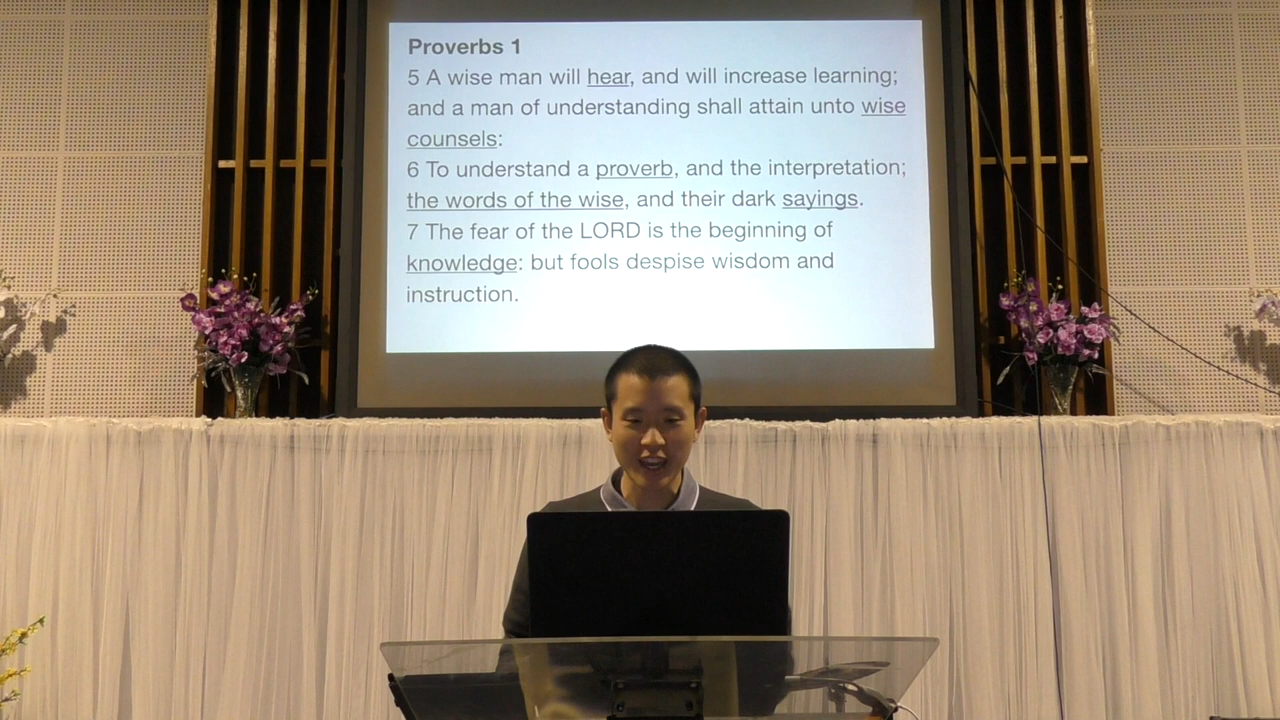 Proverbs 1
5 A wise man will hear, and will increase learning;
and a man of understanding shall attain unto wise
counsels:
6 To understand a proverb, and the interpretation;
the words of the wise, and their dark sayings.
7 The fear of the LORD is the beginning of
knowledge: but fools despise wisdom and
instruction.